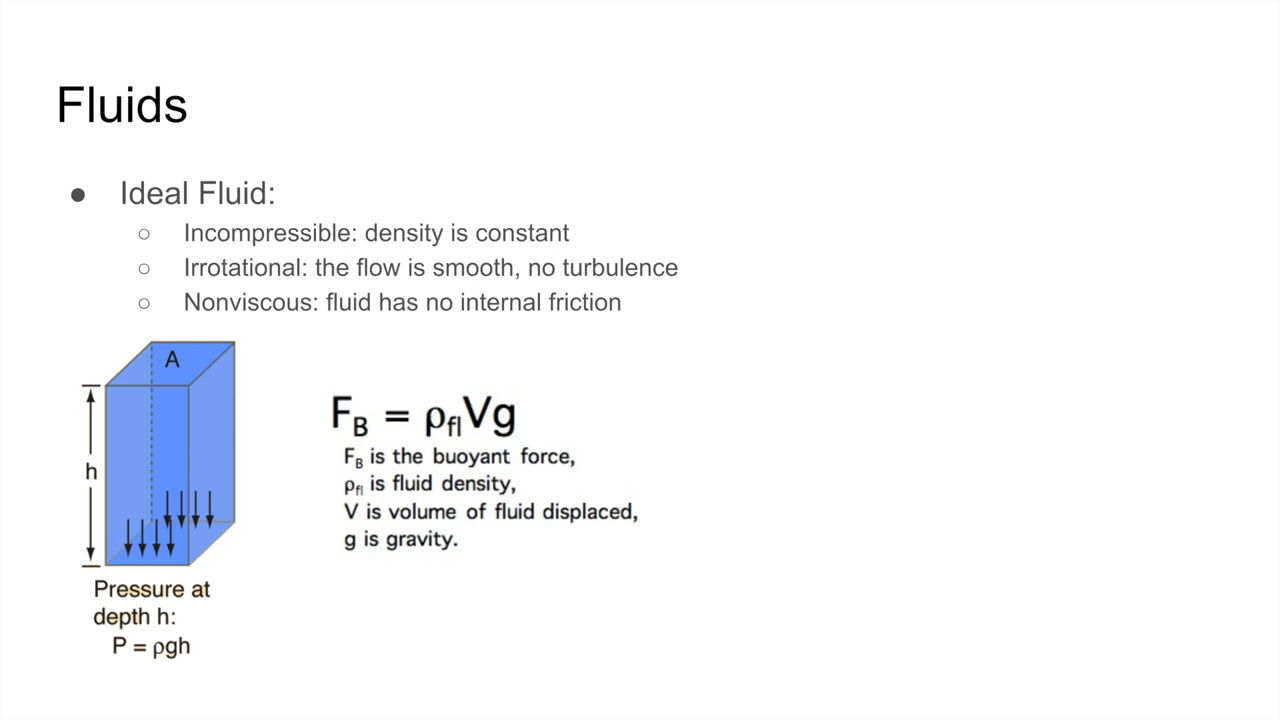 Fluids
● Ideal Fluid:
○ Incompressible: density is constant
○ Irrotational: the flow is smooth, no turbulence
○ Nonviscous: fluid has no internal friction
A
h
Pressure at
depth h:
P = ρgh
F_B = ρ_fl Vg
F_B is the buoyant force,
ρ_fl is fluid density,
V is volume of fluid displaced,
g is gravity.